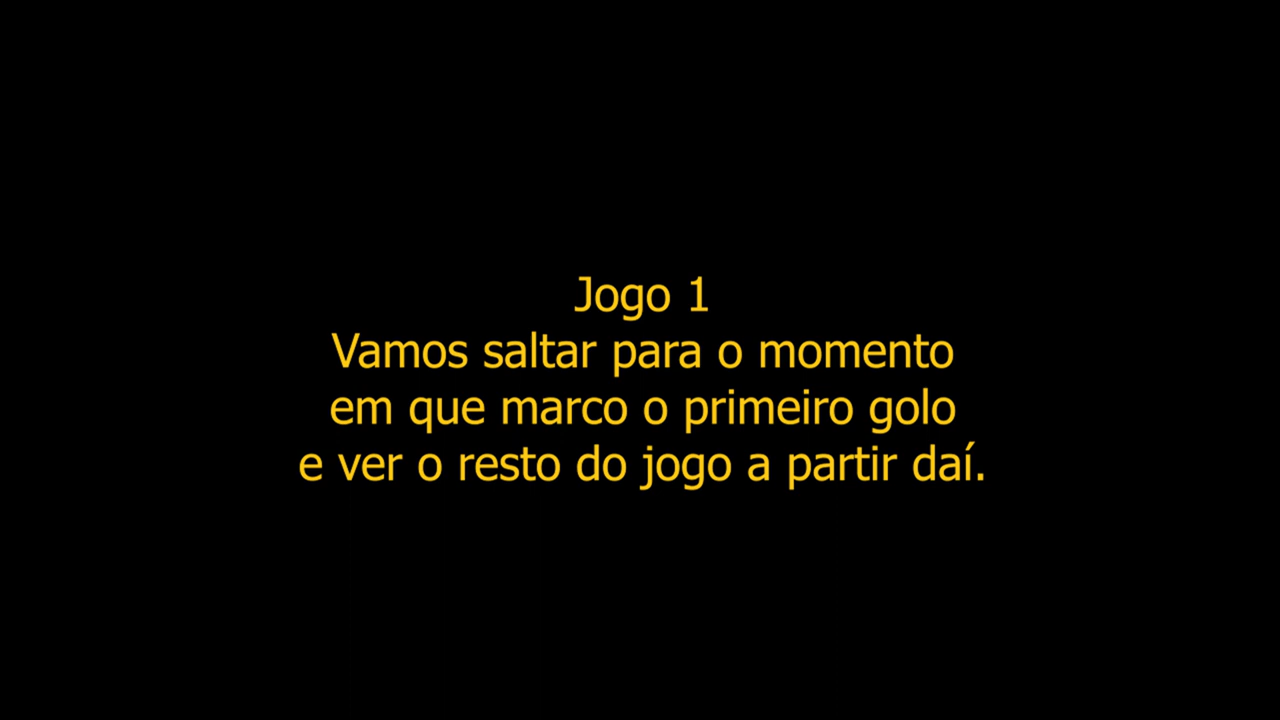 Jogo 1
Vamos saltar para o momento
em que marco o primeiro golo
e ver o resto do jogo a partir daí.